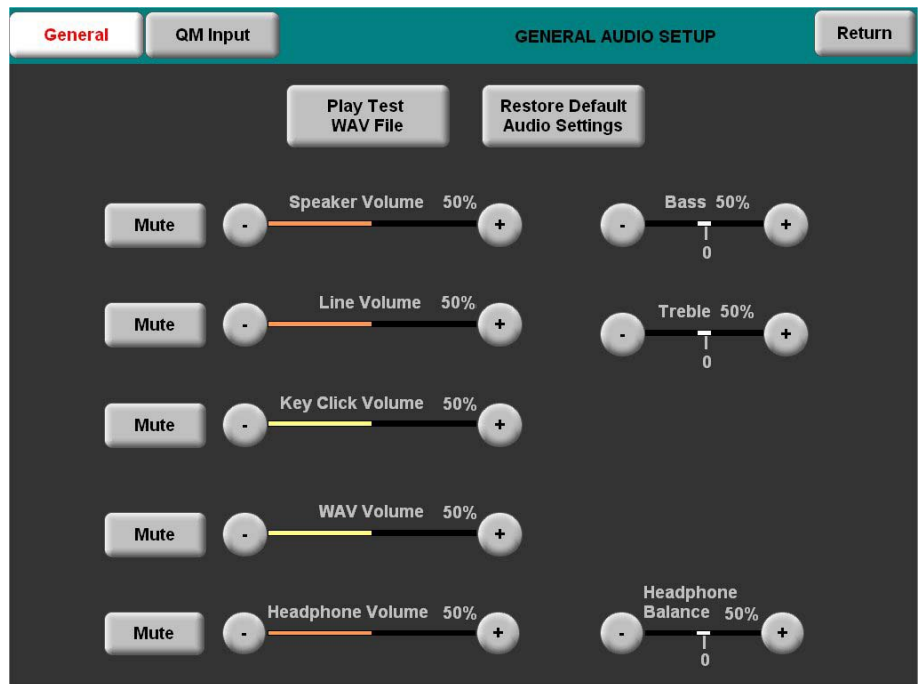 General
QM Input
GENERAL AUDIO SETUP
Return
Play Test
WAV File
Restore Default
Audio Settings
Mute
-
Speaker Volume 50%
+
-
Bass 50%
+
0
Mute
-
Line Volume 50%
+
-
Treble 50%
+
0
Mute
-
Key Click Volume 50%
+
Mute
-
WAV Volume 50%
+
Mute
-
Headphone Volume 50%
+
Headphone
Balance 50%
-
+
0